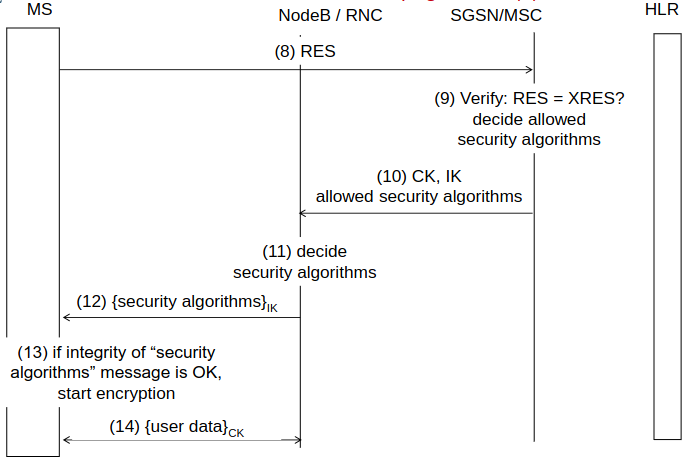 MS
NodeB / RNC
SGSN/MSC
HLR
(8) RES
(9) Verify: RES = XRES?
decide allowed
security algorithms
(10) CK, IK
allowed security algorithms
(11) decide
security algorithms
(12) {security algorithms}IK
(13) if integrity of “security
algorithms” message is OK,
start encryption
(14) {user data}CK